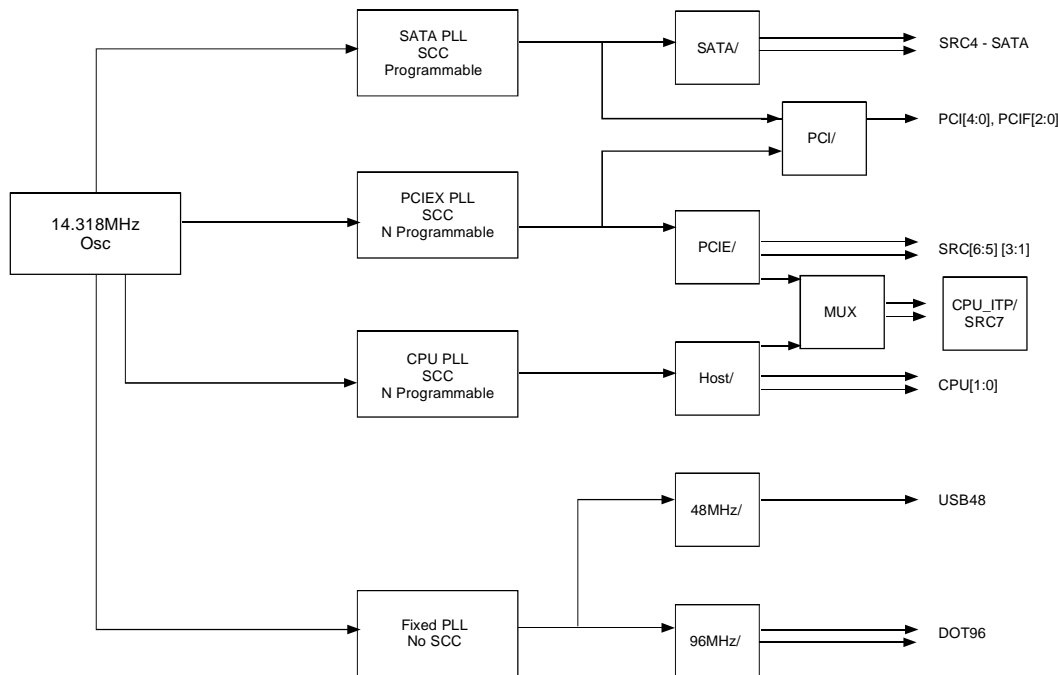 SATA PLL
SCC
Programmable
SATA/
SRC4 - SATA
PCI/
PCI[4:0], PCIF[2:0]
14.318MHz
Osc
PCIEX PLL
SCC
N Programmable
PCIE/
SRC[6:5] [3:1]
MUX
CPU_ITP/
SRC7
CPU PLL
SCC
N Programmable
Host/
CPU[1:0]
48MHz/
USB48
Fixed PLL
No SCC
96MHz/
DOT96